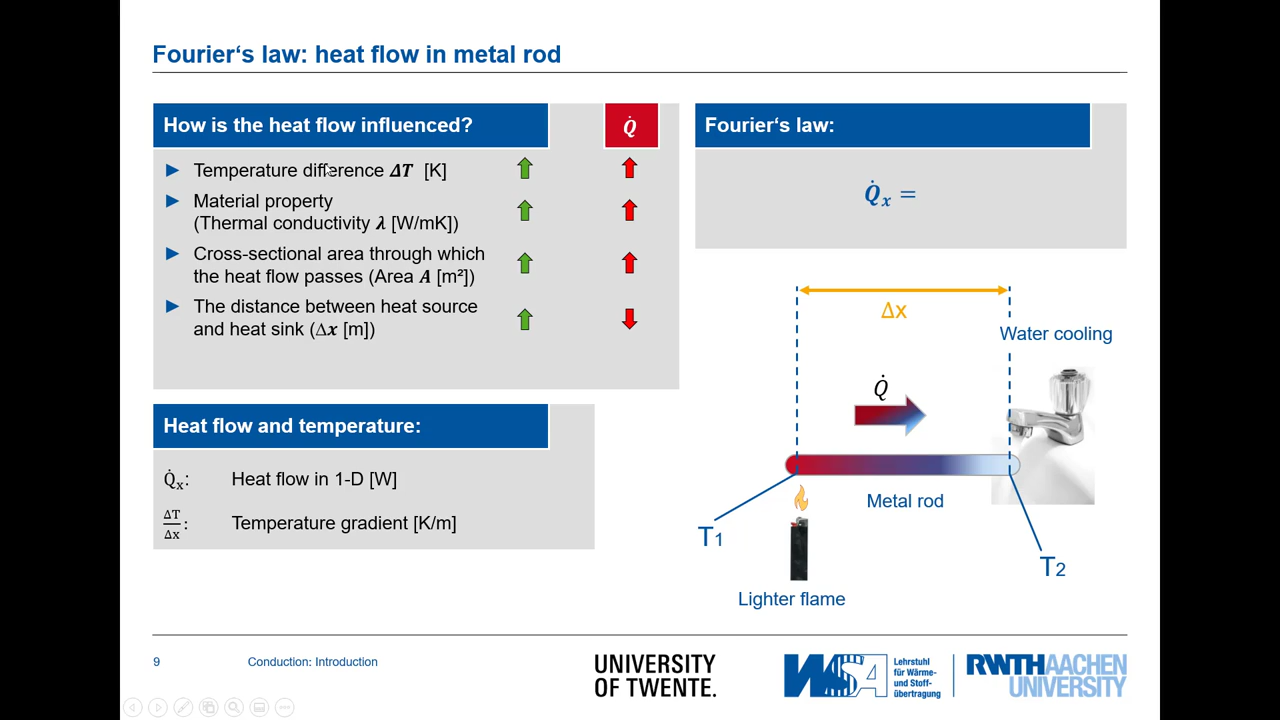 Fourier‘s law: heat flow in metal rod
How is the heat flow influenced?
Q̇
Temperature difference ΔT [K]
Material property
(Thermal conductivity λ [W/mK])
Cross-sectional area through which
the heat flow passes (Area A [m²])
The distance between heat source
and heat sink (Δx [m])
Fourier‘s law:
Q̇ₓ =
Δx
Water cooling
Q̇
Metal rod
T1
T2
Lighter flame
Heat flow and temperature:
Q̇ₓ: Heat flow in 1-D [W]
ΔT/Δx: Temperature gradient [K/m]
9
Conduction: Introduction
UNIVERSITY
OF TWENTE.
WSA
Lehrstuhl
für Wärme-
und Stoff-
übertragung
RWTHAACHEN
UNIVERSITY